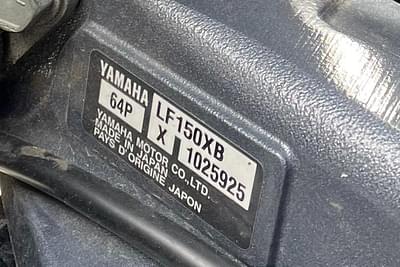 YAMAHA LF150XB
64P X 1025925
YAMAHA MOTOR CO.,LTD.
MADE IN JAPAN
PAYS D'ORIGINE JAPON